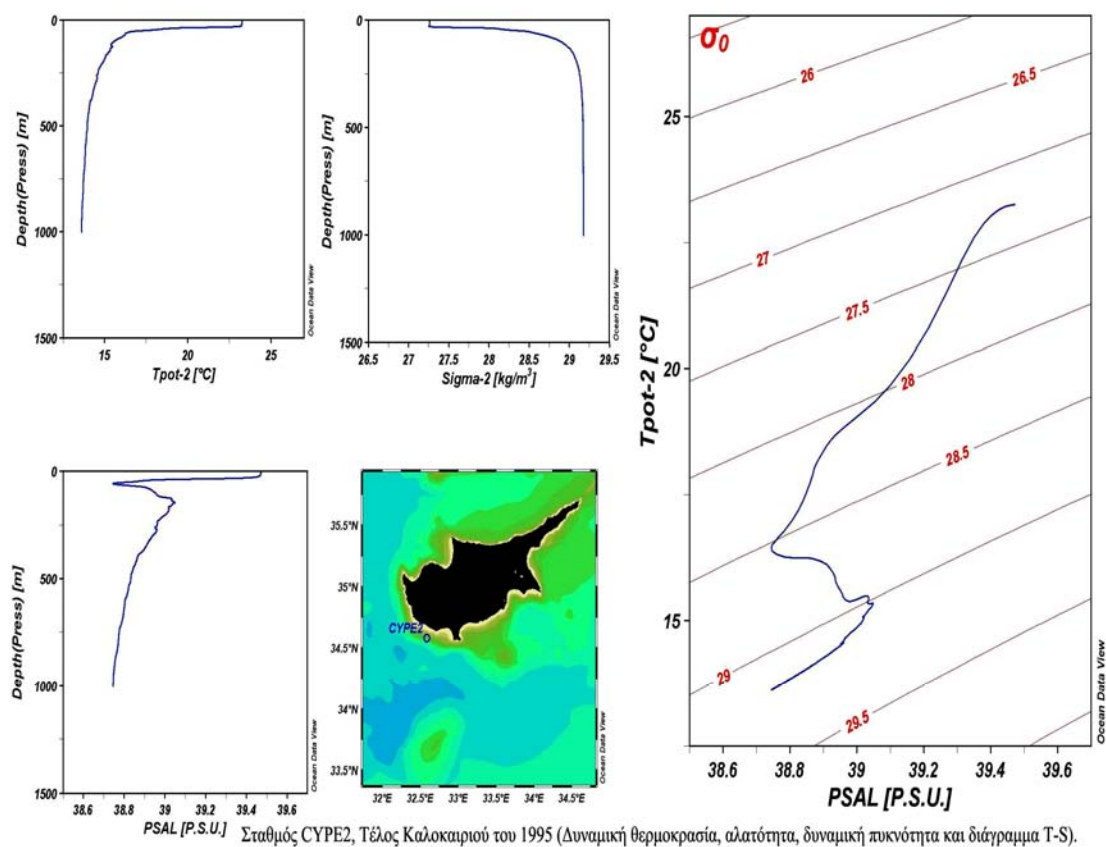 0
500
1000
1500
Depth(Press) [m]
15
20
25
Tpot-2 [°C]
Ocean Data View
0
500
1000
1500
Depth(Press) [m]
26.5
27
27.5
28
28.5
29
29.5
Sigma-2 [kg/m³]
Ocean Data View
σ0
26
26.5
27
27.5
28
28.5
29
29.5
25
20
15
Tpot-2 [°C]
38.6
38.8
39
39.2
39.4
39.6
PSAL [P.S.U.]
Ocean Data View
0
500
1000
1500
Depth(Press) [m]
38.6
38.8
39
39.2
39.4
39.6
PSAL [P.S.U.]
Ocean Data View
35.5°N
35°N
34.5°N
34°N
33.5°N
CYPE2
32°E
32.5°E
33°E
33.5°E
34°E
34.5°E
Ocean Data View
Σταθμός CYPE2, Τέλος Καλοκαιριού του 1995 (Δυναμική θερμοκρασία, αλατότητα, δυναμική πυκνότητα και διάγραμμα T-S).